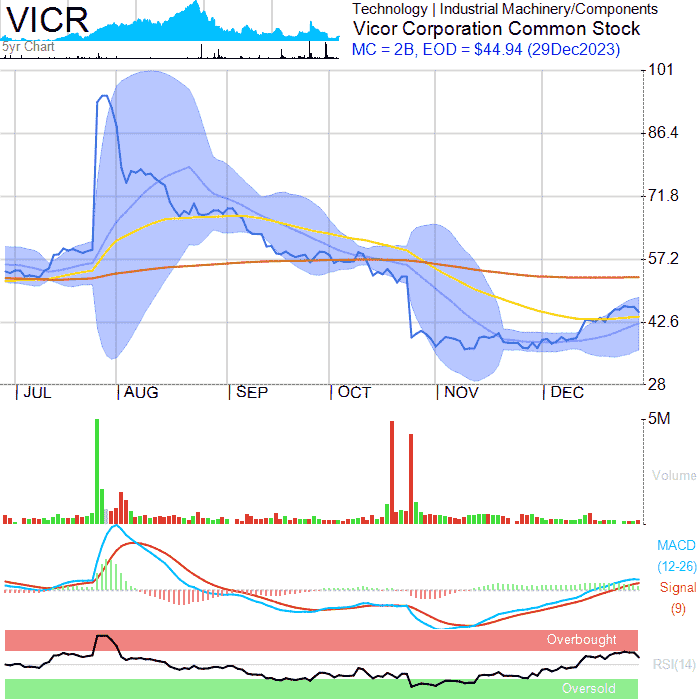 VICR
5yr Chart
Technology | Industrial Machinery/Components
Vicor Corporation Common Stock
MC = 2B, EOD = $44.94 (29Dec2023)
101
86.4
71.8
57.2
42.6
28
JUL AUG SEP OCT NOV DEC
5M
Volume
MACD
(12-26)
Signal
(9)
Overbought
RSI(14)
Oversold